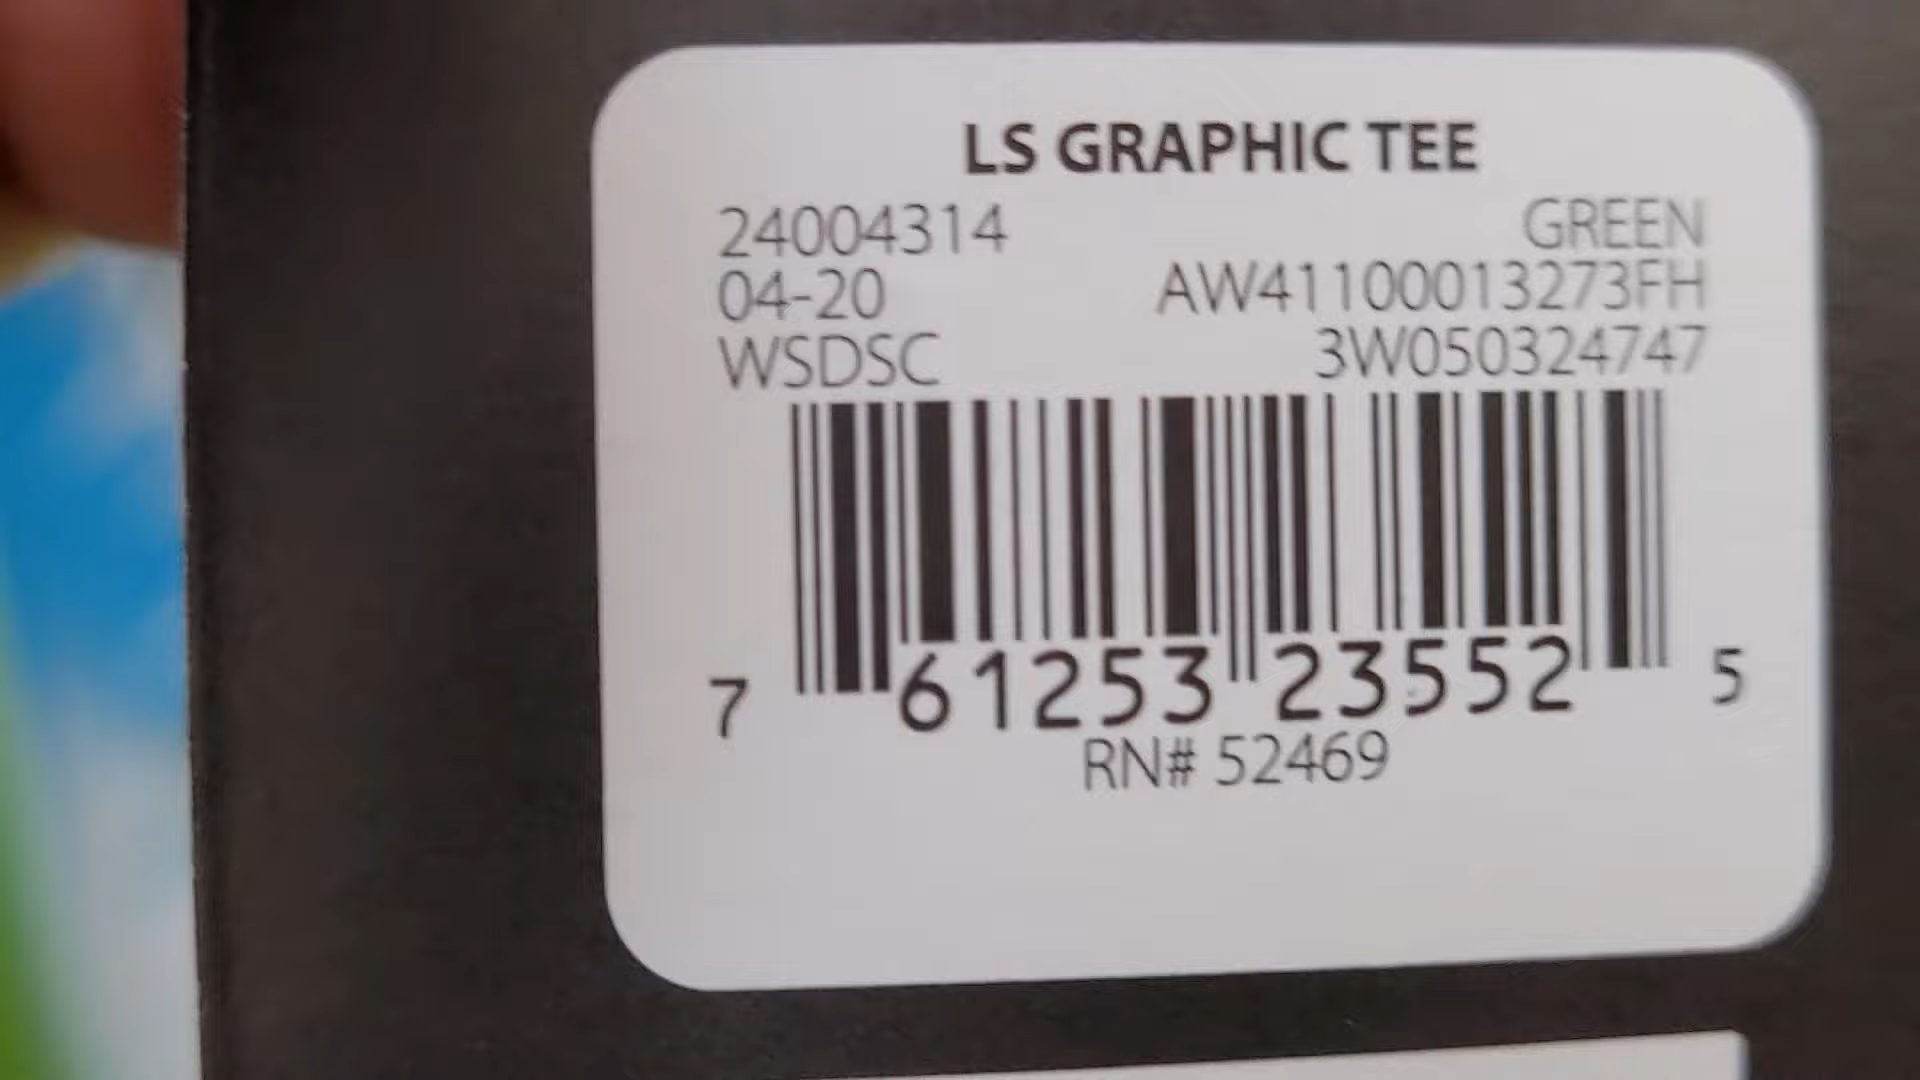 LS GRAPHIC TEE
24004314 GREEN
04-20 AW41100013273FH
WSDSC 3W050324747
7 61253 23552 5
RN# 52469